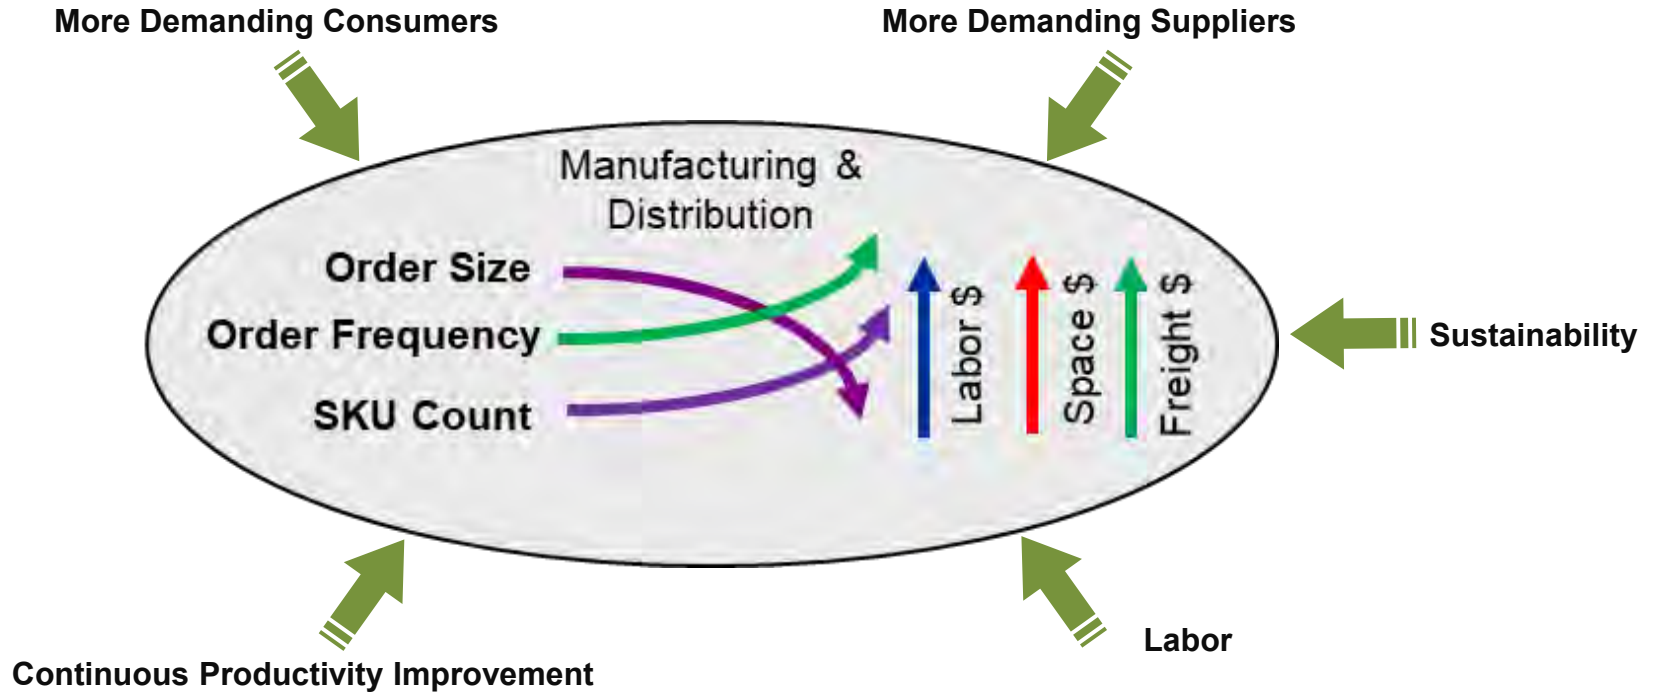 More Demanding Consumers
More Demanding Suppliers
Manufacturing &
Distribution
Order Size
Order Frequency
SKU Count
Labor $
Space $
Freight $
Sustainability
Labor
Continuous Productivity Improvement